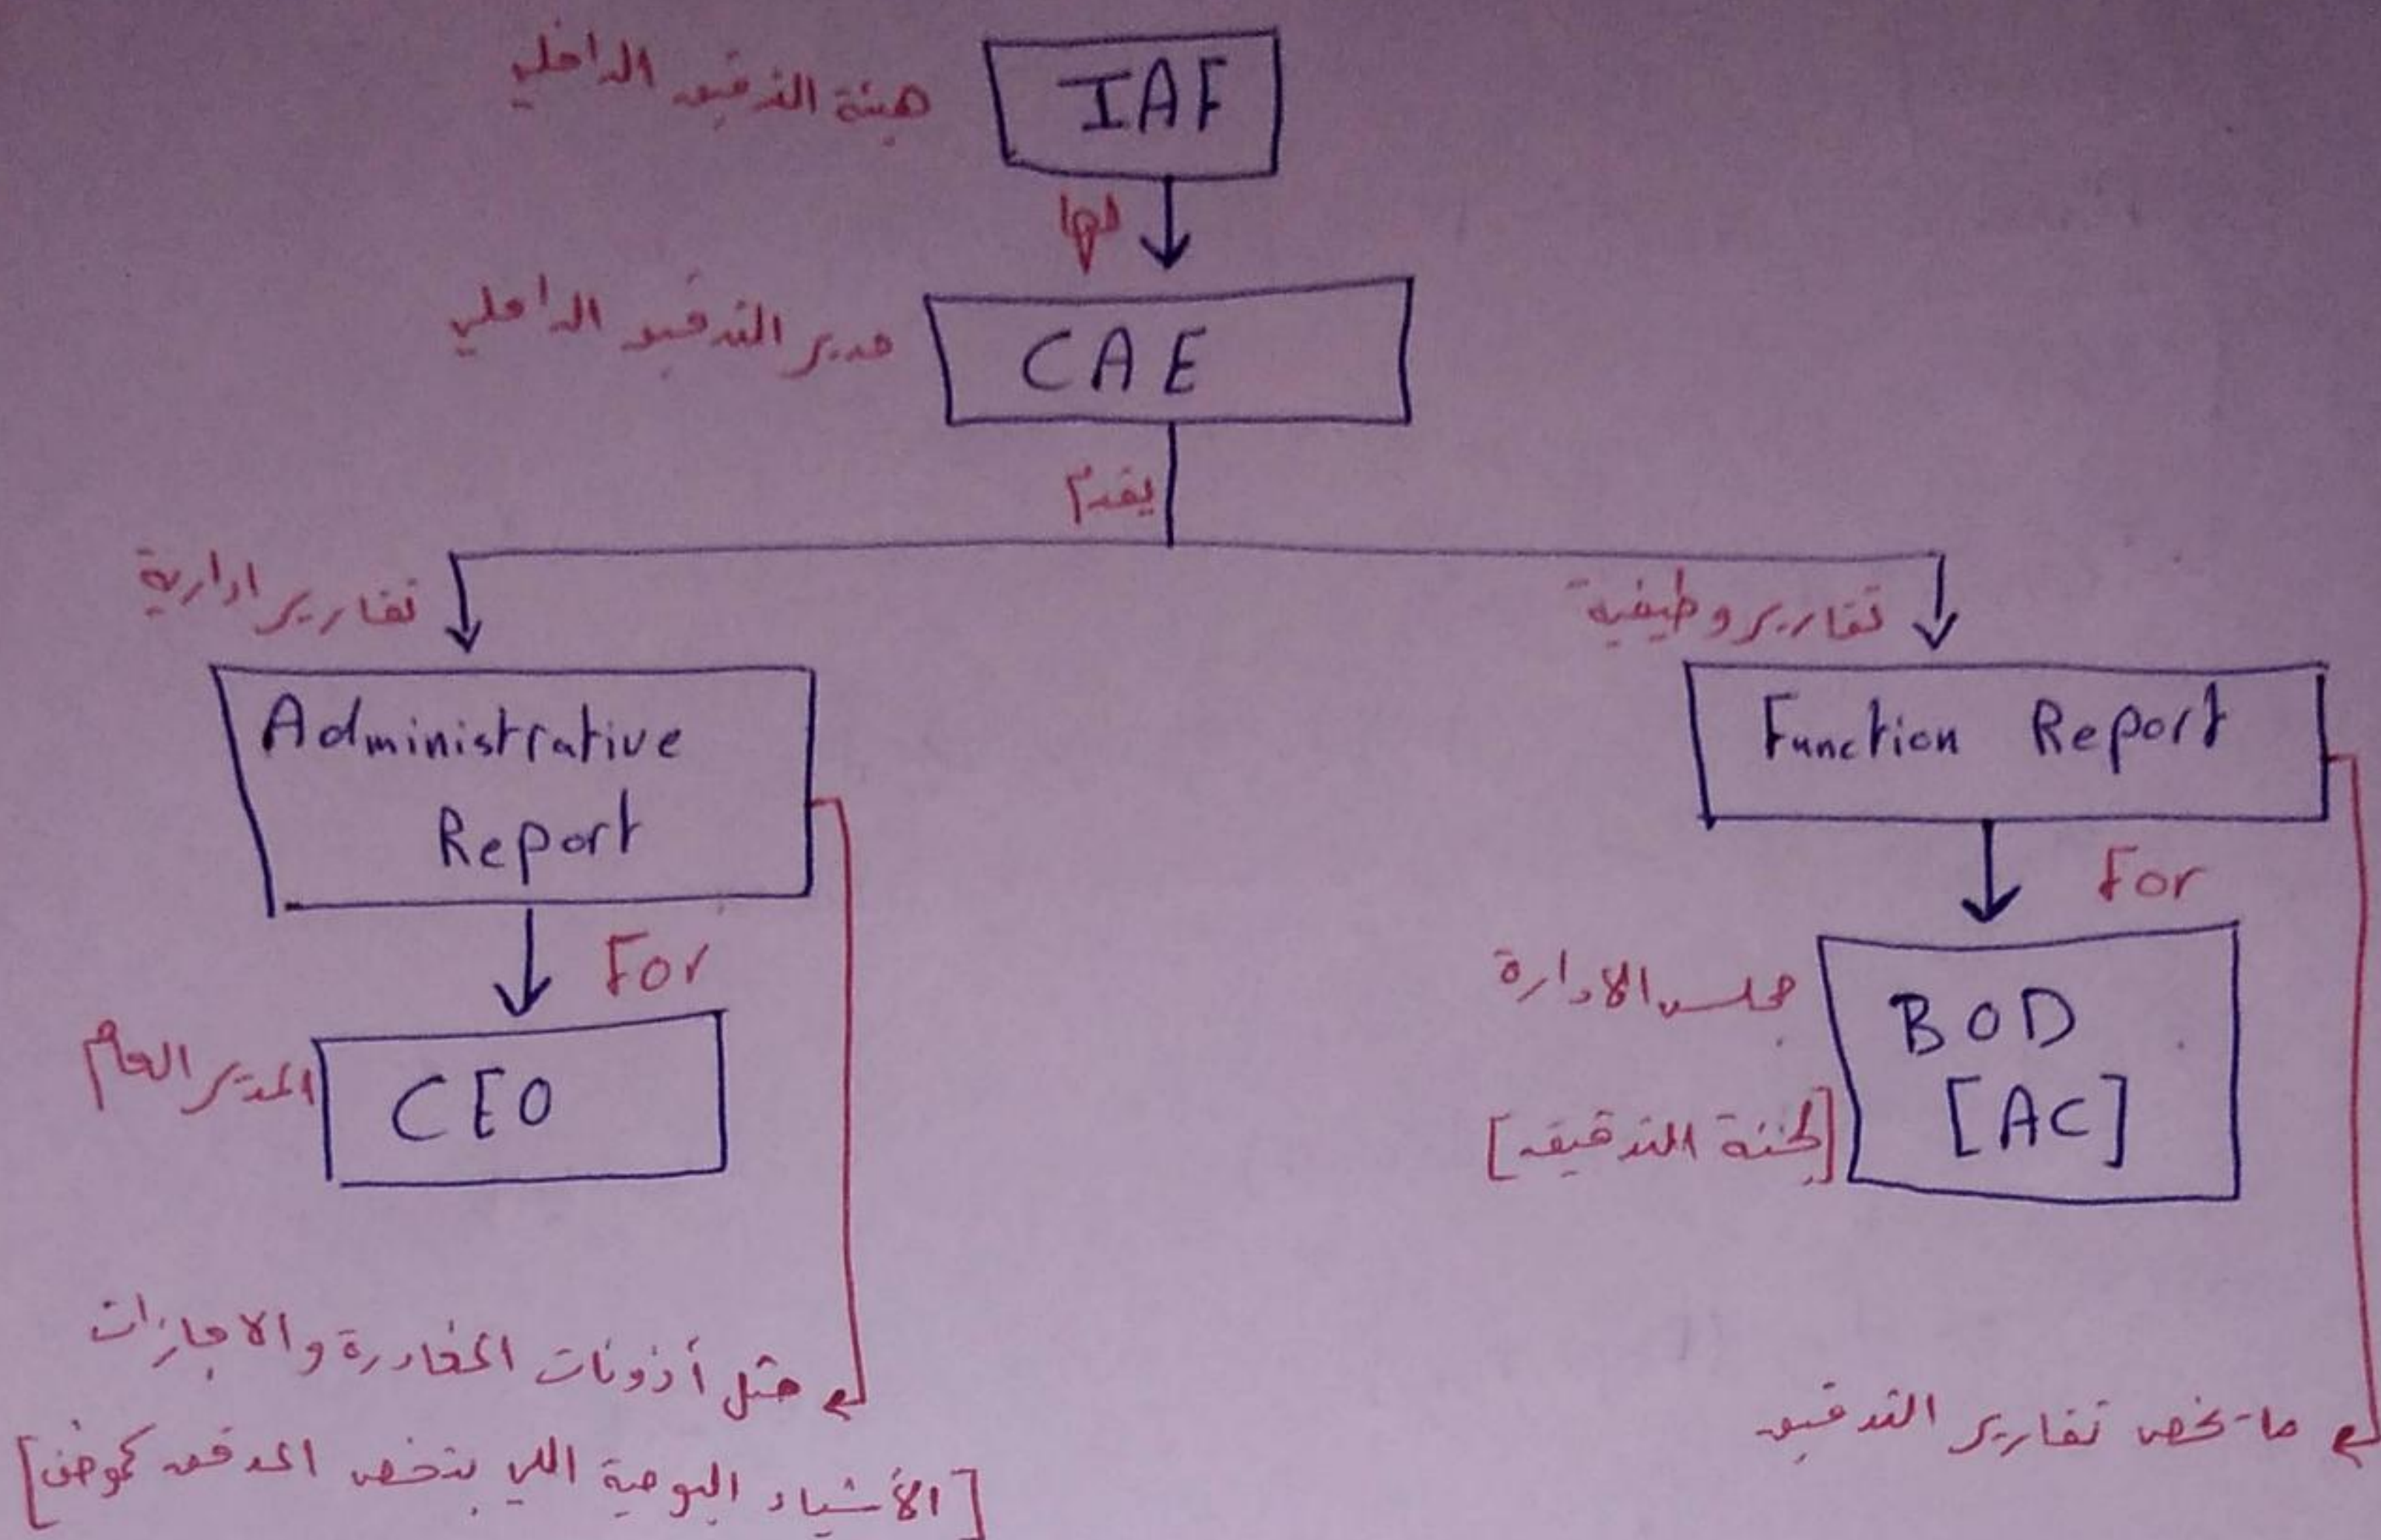 IAF
هيئة التدقيق الداخلي
لها
CAE
مدير التدقيق الداخلي
يقدم
تقارير ادارية
تقارير وظيفية
Administrative
Report
Function Report
For
For
CEO
المدير العام
BOD
[AC]
مجلس الادارة
[لجنة التدقيق]
مثل أذونات المغادرة والاجازات
[الأشياء اليومية اللي بتخص المدقق كموظف]
ما يخص تقارير التدقيق